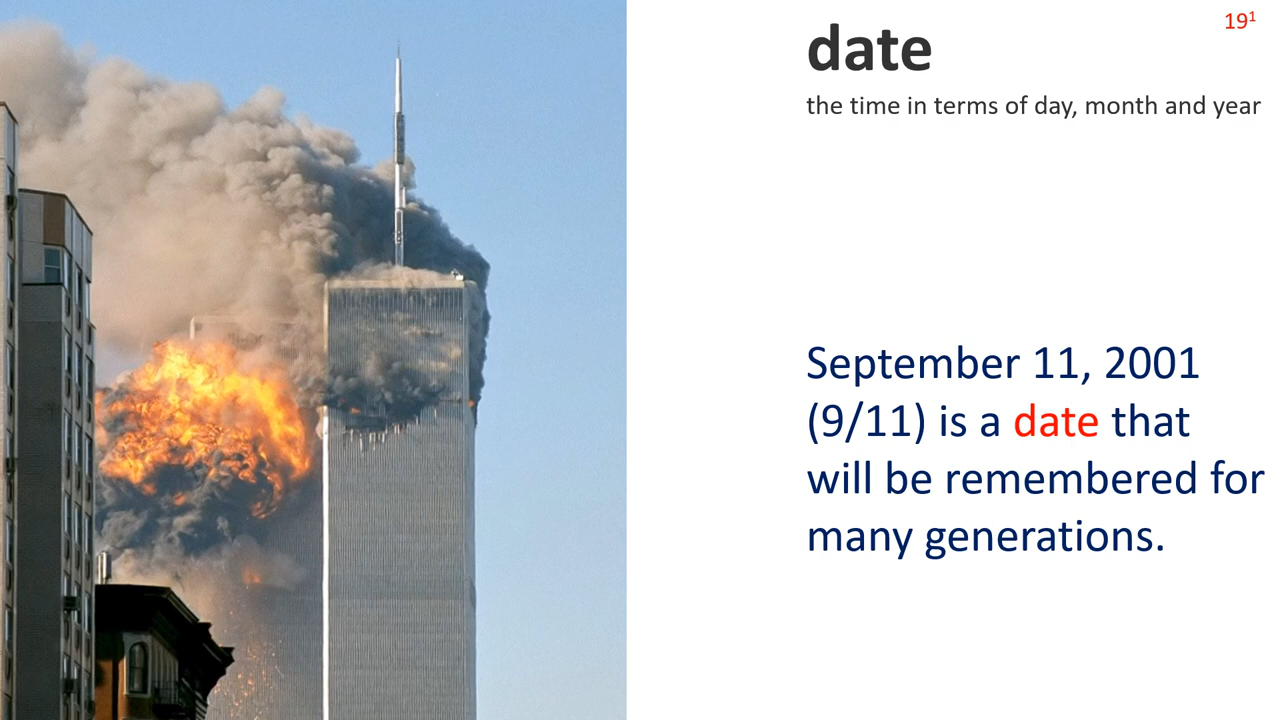 19¹
date
the time in terms of day, month and year
September 11, 2001
(9/11) is a date that
will be remembered for
many generations.